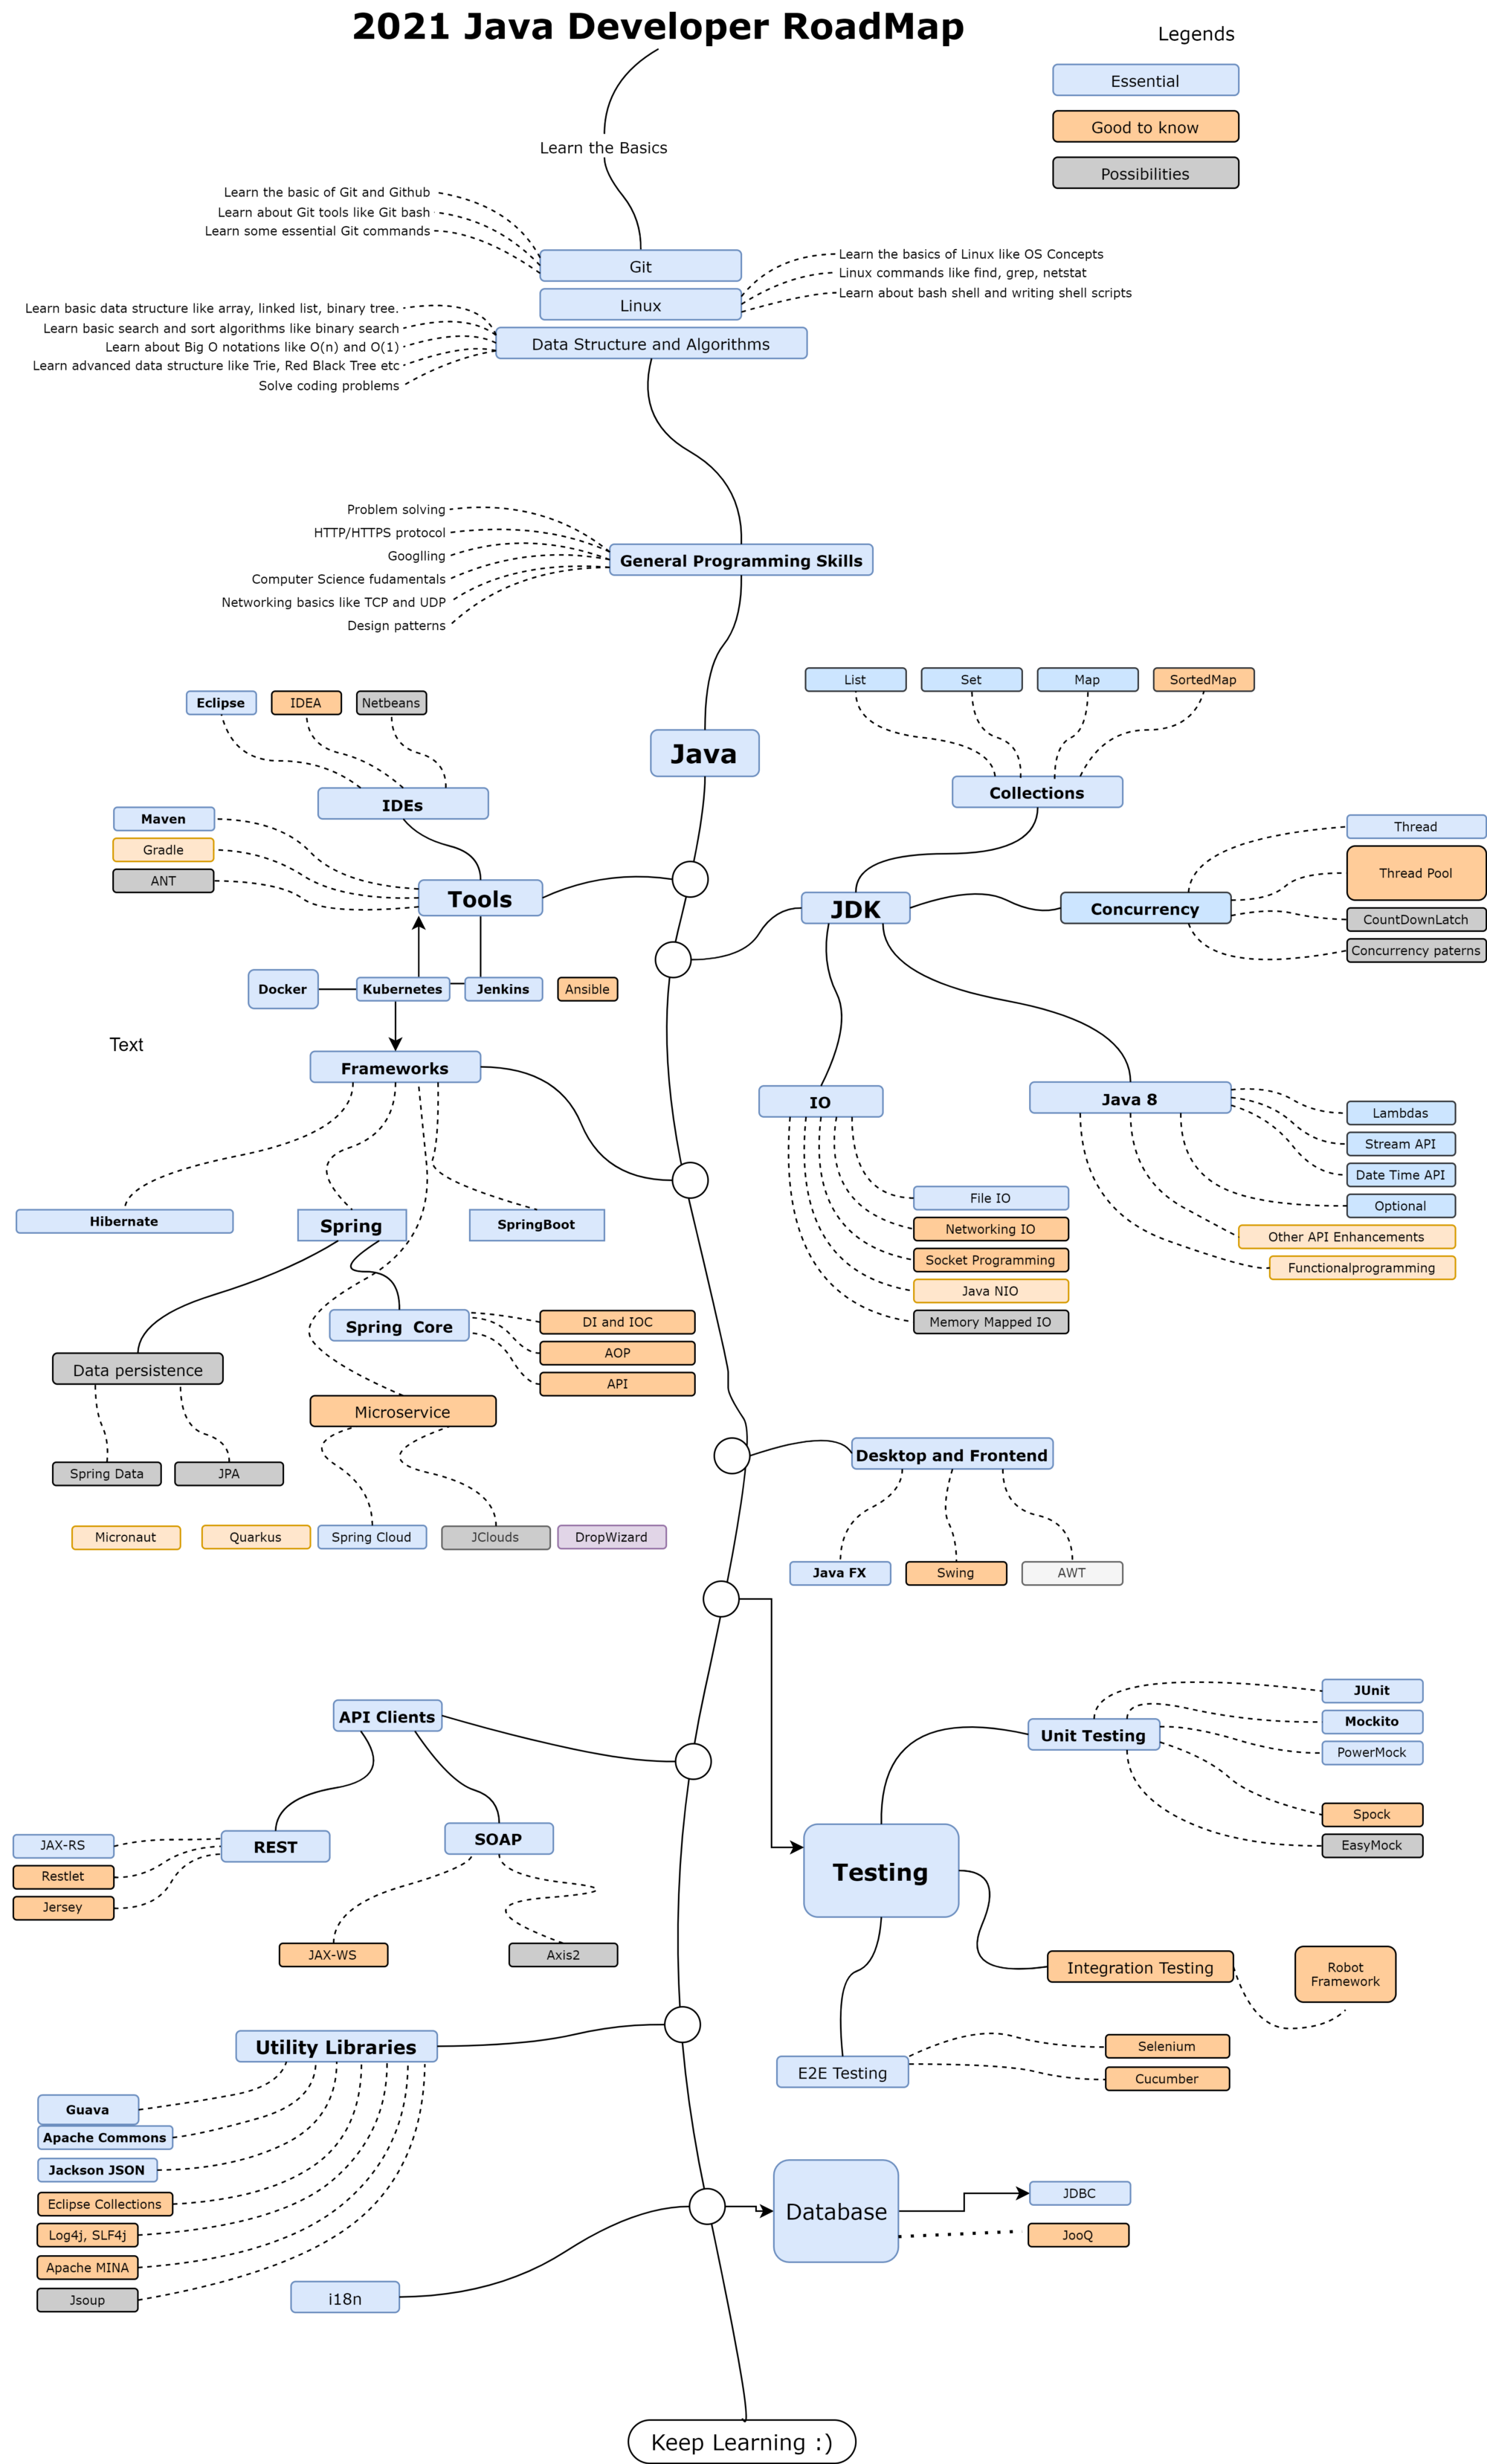 2021 Java Developer RoadMap
Legends
Essential
Good to know
Possibilities
Learn the Basics
Learn the basic of Git and Github
Learn about Git tools like Git bash
Learn some essential Git commands
Git
Learn the basics of Linux like OS Concepts
Linux commands like find, grep, netstat
Learn about bash shell and writing shell scripts
Linux
Learn basic data structure like array, linked list, binary tree.
Learn basic search and sort algorithms like binary search
Learn about Big O notations like O(n) and O(1)
Learn advanced data structure like Trie, Red Black Tree etc
Solve coding problems
Data Structure and Algorithms
Problem solving
HTTP/HTTPS protocol
Googlling
Computer Science fudamentals
Networking basics like TCP and UDP
Design patterns
General Programming Skills
Java
Eclipse
IDEA
Netbeans
IDEs
Maven
Gradle
ANT
Tools
Docker
Kubernetes
Jenkins
Ansible
List
Set
Map
SortedMap
Collections
JDK
Concurrency
Thread
Thread Pool
CountDownLatch
Concurrency paterns
Text
Frameworks
IO
Java 8
Lambdas
Stream API
Date Time API
Optional
Other API Enhancements
Functionalprogramming
File IO
Networking IO
Socket Programming
Java NIO
Memory Mapped IO
Hibernate
Spring
SpringBoot
Spring Core
DI and IOC
AOP
API
Data persistence
Microservice
Spring Data
JPA
Micronaut
Quarkus
Spring Cloud
JClouds
DropWizard
Desktop and Frontend
Java FX
Swing
AWT
API Clients
REST
SOAP
JAX-RS
Restlet
Jersey
JAX-WS
Axis2
Unit Testing
JUnit
Mockito
PowerMock
Spock
EasyMock
Testing
Integration Testing
Robot
Framework
E2E Testing
Selenium
Cucumber
Utility Libraries
Guava
Apache Commons
Jackson JSON
Eclipse Collections
Log4j, SLF4j
Apache MINA
Jsoup
Database
JDBC
JooQ
i18n
Keep Learning :)